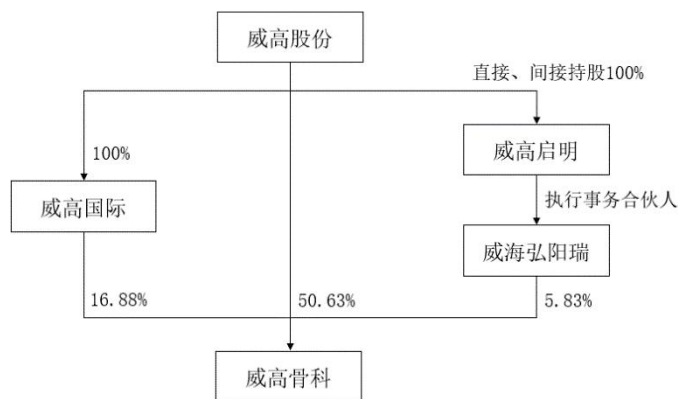 威高股份
直接、间接持股100%
威高启明
100%
威高国际
执行事务合伙人
威海弘阳瑞
16.88%
50.63%
5.83%
威高骨科